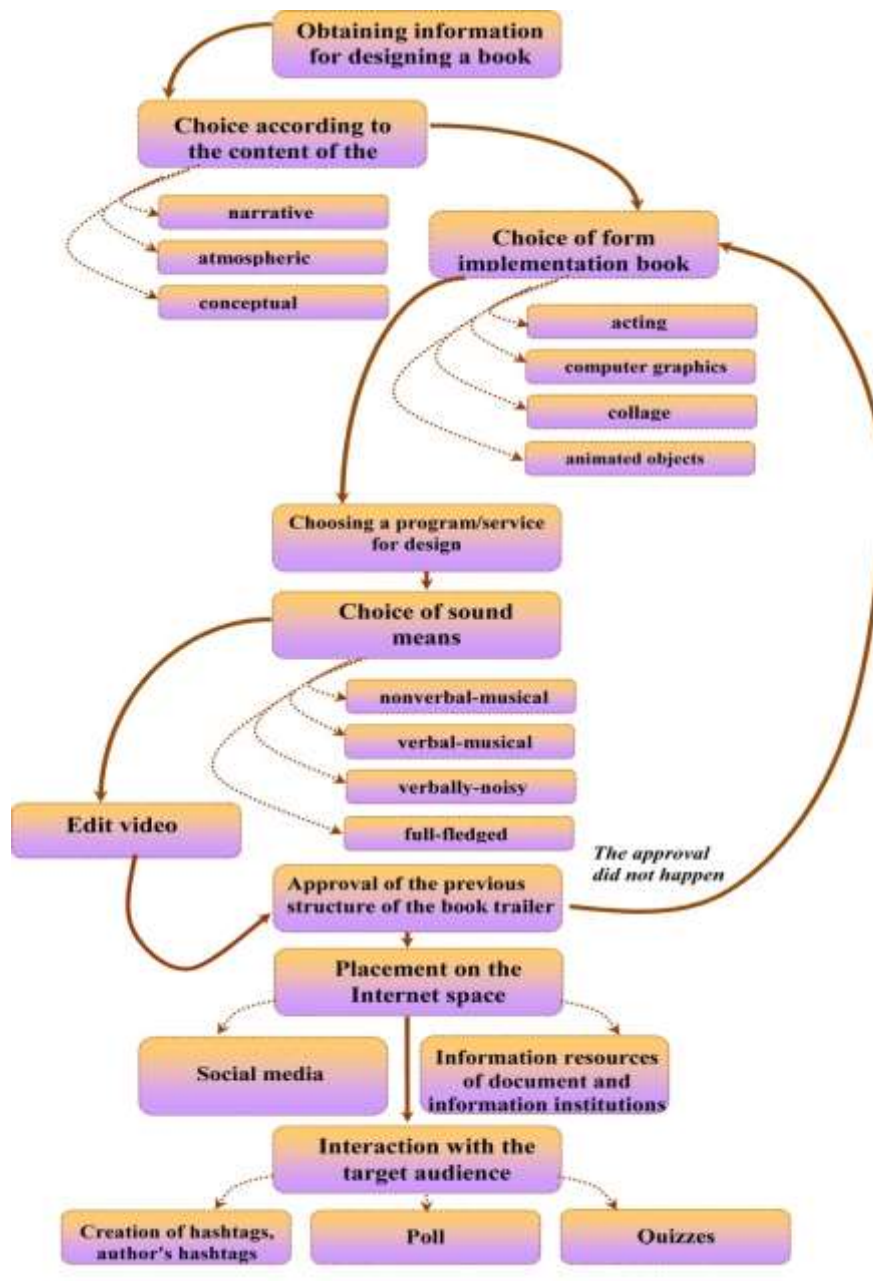 Obtaining information
for designing a book
Choice according to
the content of the
narrative
atmospheric
conceptual
Choice of form
implementation book
acting
computer graphics
collage
animated objects
Choosing a program/service
for design
Choice of sound
means
nonverbal-musical
verbal-musical
verbally-noisy
full-fledged
Edit video
The approval
did not happen
Approval of the previous
structure of the book trailer
Placement on the
Internet space
Social media
Information resources
of document and
information institutions
Interaction with the
target audience
Creation of hashtags,
author's hashtags
Poll
Quizzes